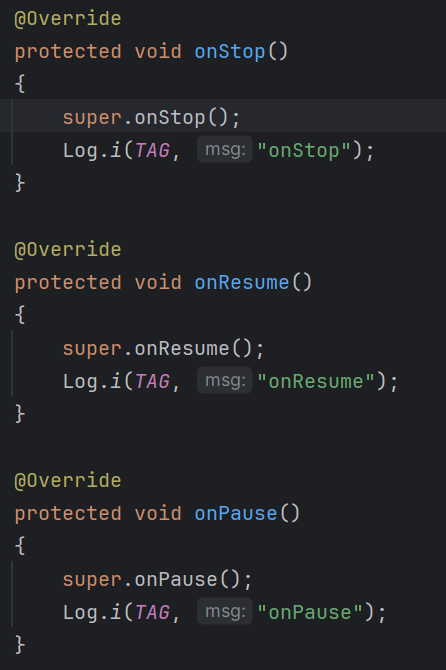 @Override
protected void onStop()
{
    super.onStop();
    Log.i(TAG, msg: "onStop");
}

@Override
protected void onResume()
{
    super.onResume();
    Log.i(TAG, msg: "onResume");
}

@Override
protected void onPause()
{
    super.onPause();
    Log.i(TAG, msg: "onPause");
}